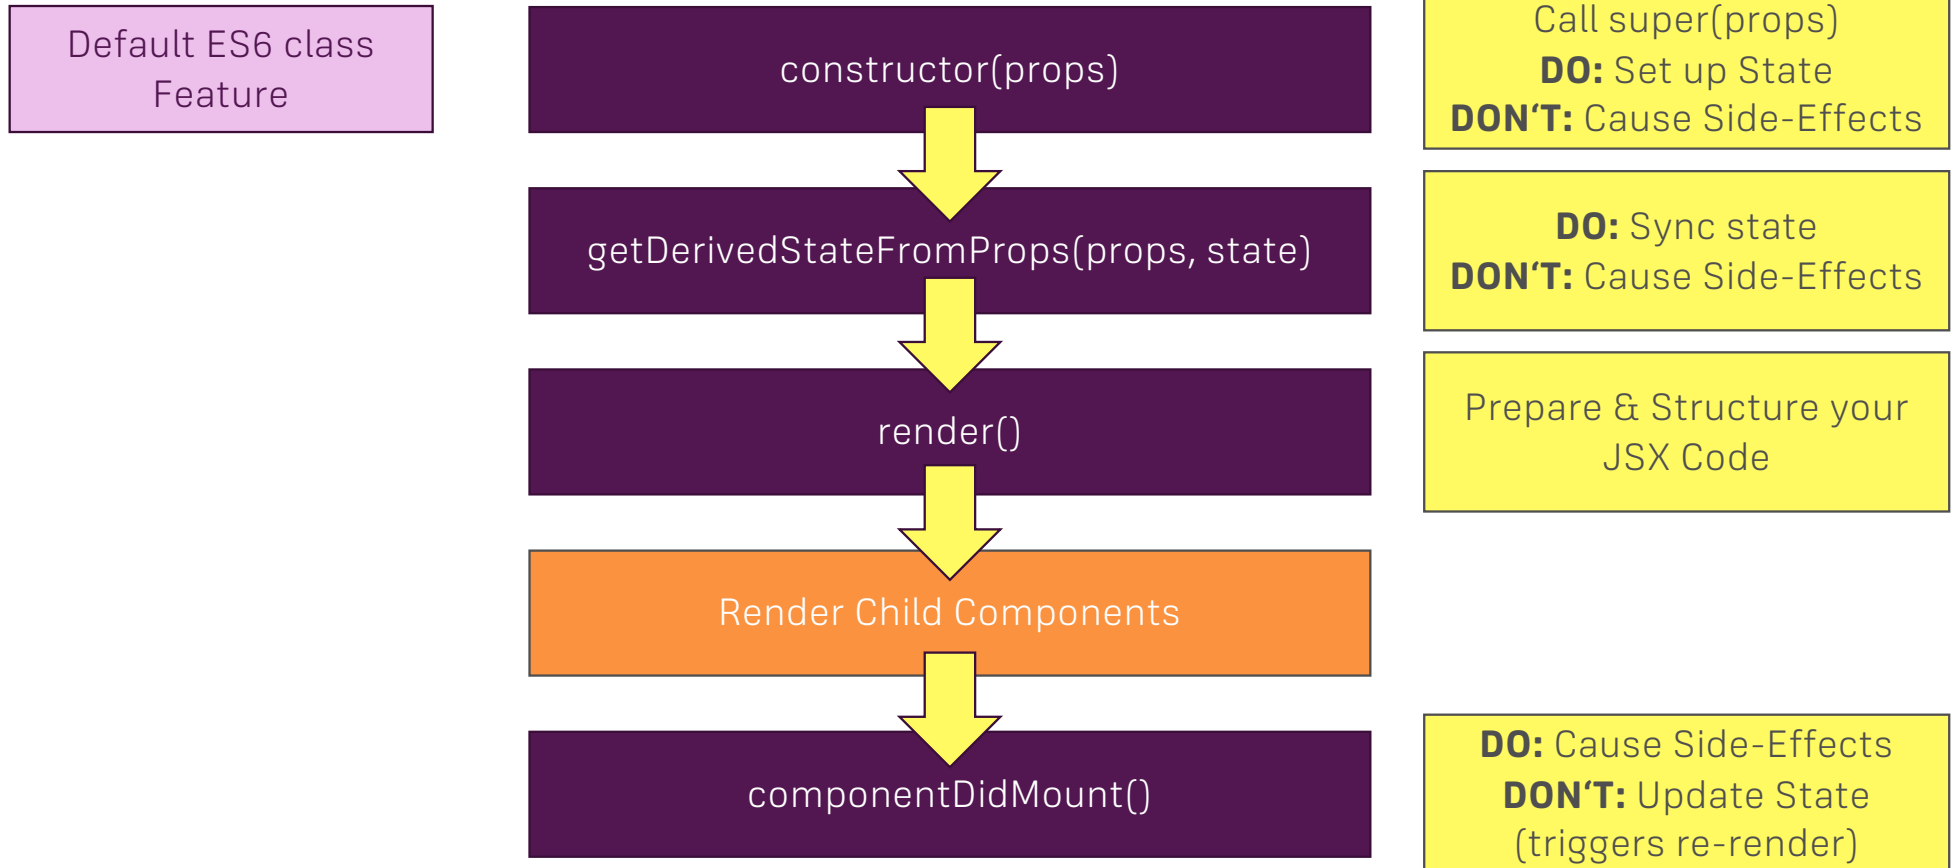 Default ES6 class
Feature
constructor(props)
Call super(props)
DO: Set up State
DON‘T: Cause Side-Effects
getDerivedStateFromProps(props, state)
DO: Sync state
DON‘T: Cause Side-Effects
render()
Prepare & Structure your
JSX Code
Render Child Components
componentDidMount()
DO: Cause Side-Effects
DON‘T: Update State
(triggers re-render)